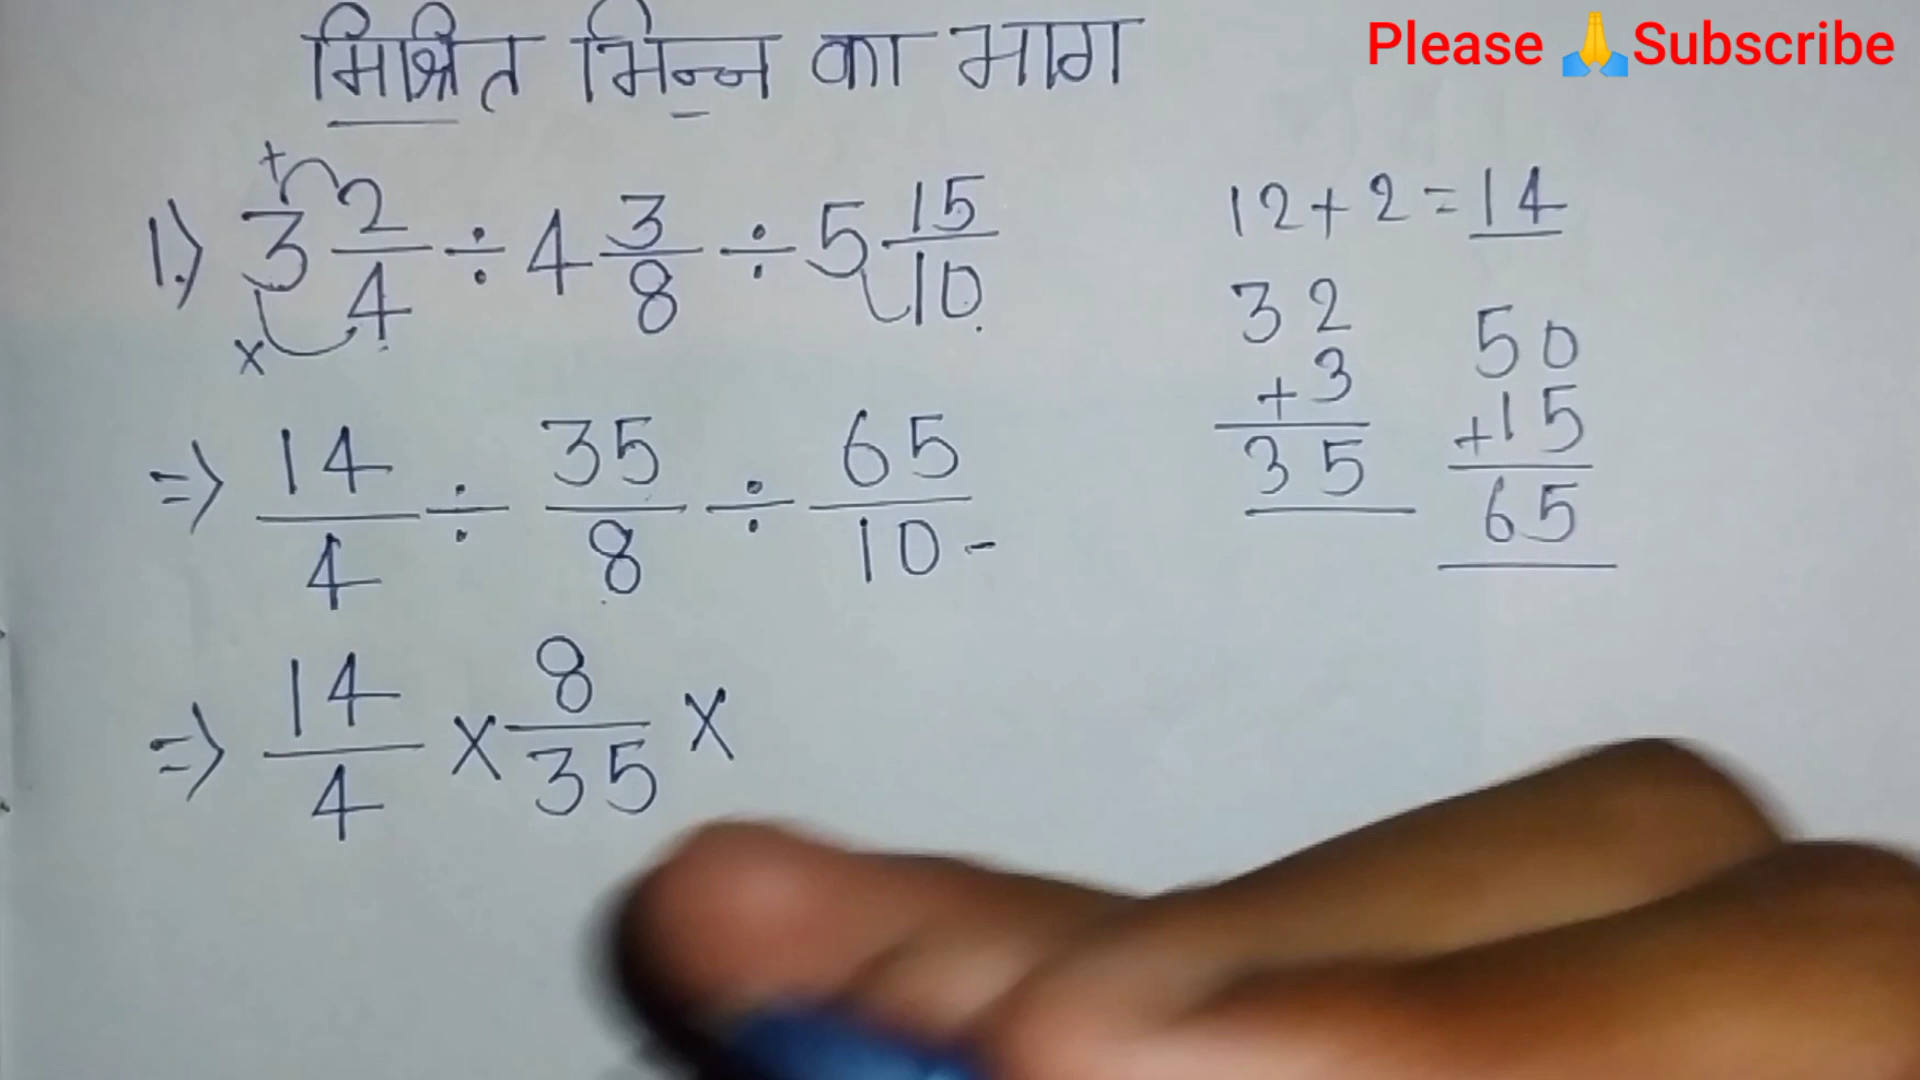 Please 🙏 Subscribe
मिश्रित भिन्न का भाग
1.) 3 2/4 ÷ 4 3/8 ÷ 5 15/10
+
×
=> 14/4 ÷ 35/8 ÷ 65/10 -
=> 14/4 × 8/35 ×
12+2=14
32
+3
35
50
+15
65